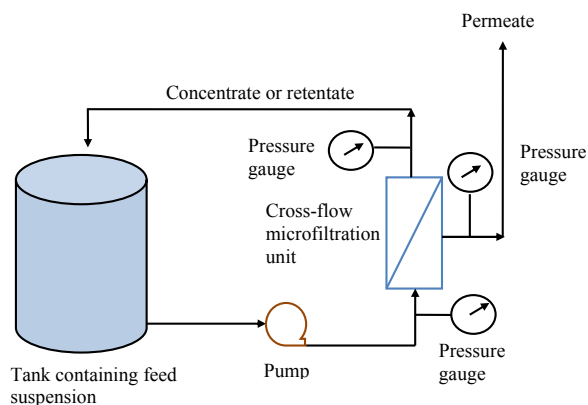 Permeate
Concentrate or retentate
Pressure
gauge
Pressure
gauge
Cross-flow
microfiltration
unit
Pressure
gauge
Pump
Tank containing feed
suspension